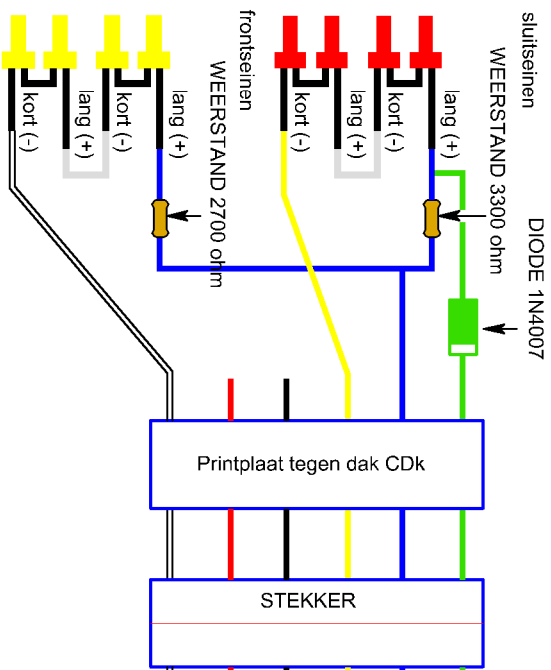 sluitseinen
WEERSTAND 3300 ohm
DIODE 1N4007
frontseinen
WEERSTAND 2700 ohm
kort (-)
lang (+)
kort (-)
lang (+)
kort (-)
lang (+)
kort (-)
lang (+)
Printplaat tegen dak CDk
STEKKER